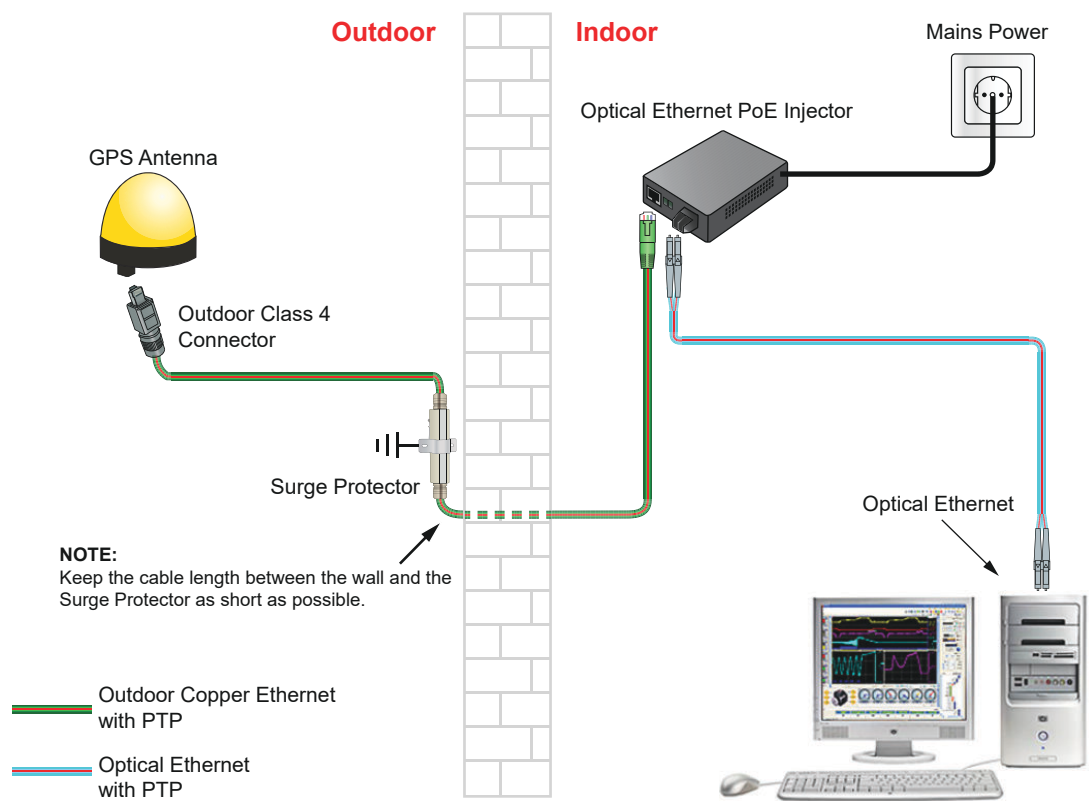 Outdoor
Indoor
Mains Power
Optical Ethernet PoE Injector
GPS Antenna
Outdoor Class 4
Connector
Surge Protector
Optical Ethernet
NOTE:
Keep the cable length between the wall and the
Surge Protector as short as possible.
Outdoor Copper Ethernet
with PTP
Optical Ethernet
with PTP